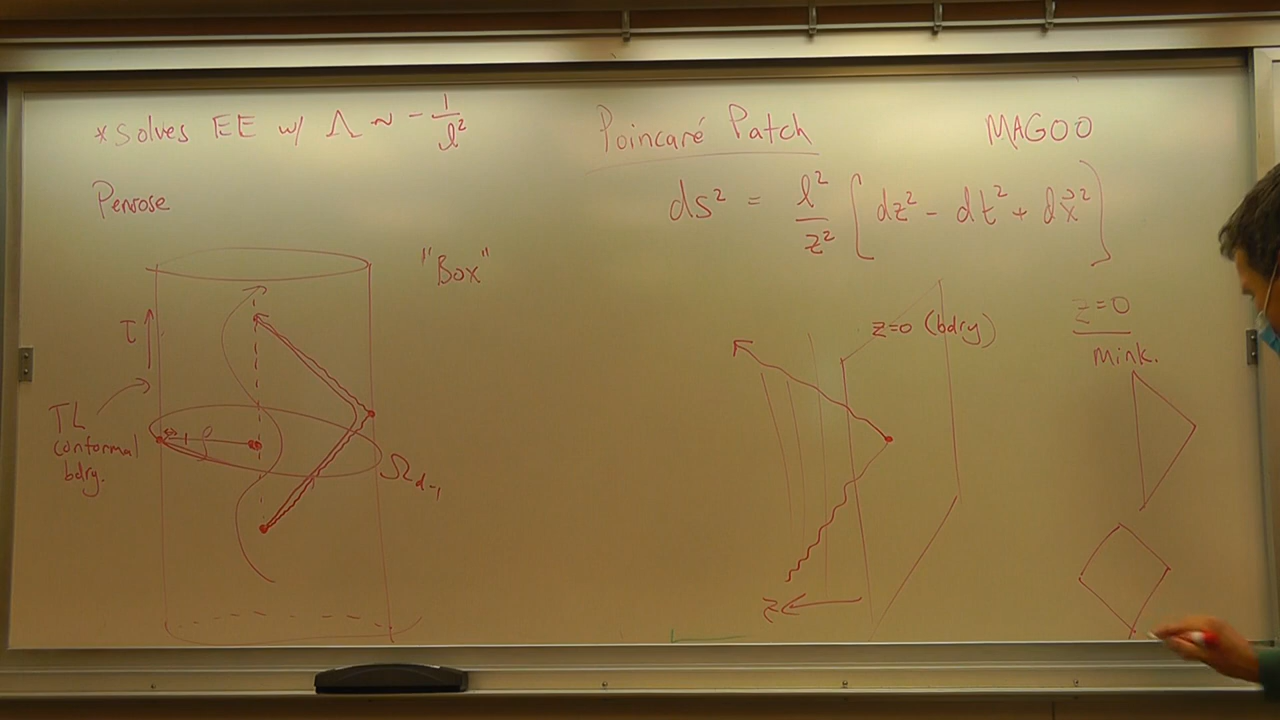 * Solves EE w/ Λ ~ - 1/l²
Penrose
"Box"
τ
TL
conformal
bdry.
ρ
Ω_{d-1}
Poincaré Patch
MAGOO
ds² = l²/z² [dz² - dt² + dx⃗²]
z=0 (bdry)
z
z=0
mink.